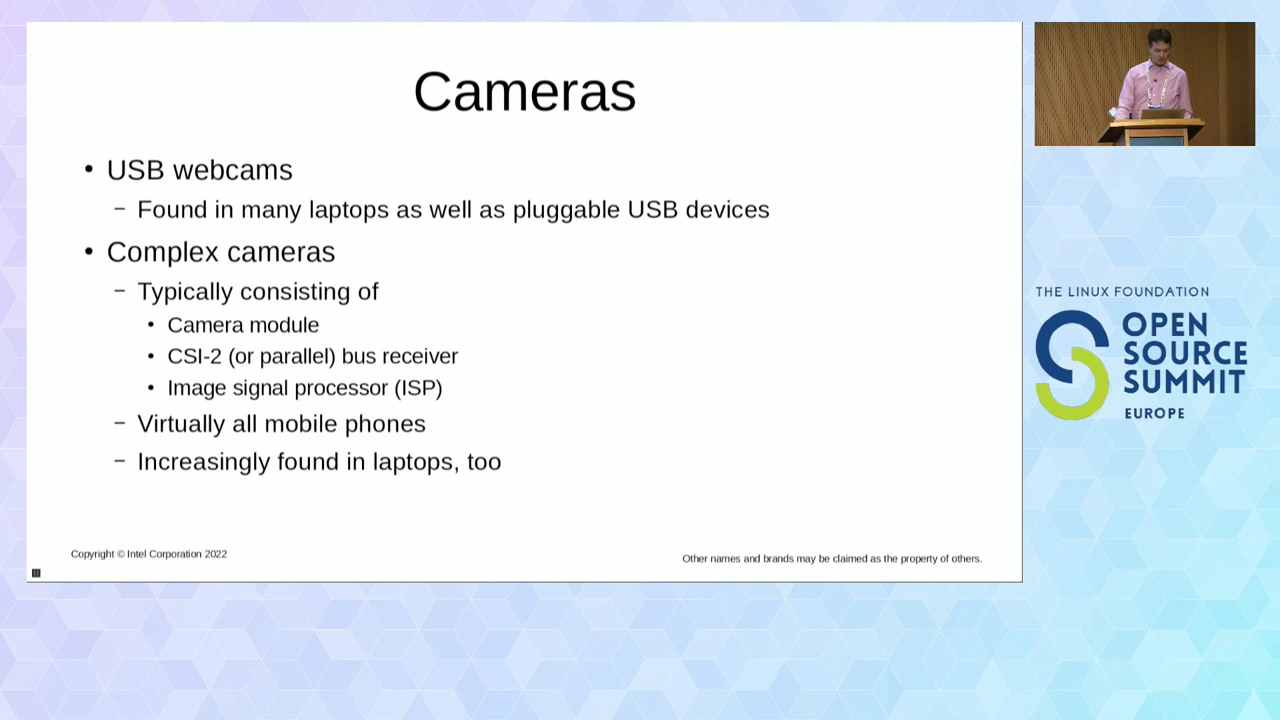 Cameras
• USB webcams
– Found in many laptops as well as pluggable USB devices
• Complex cameras
– Typically consisting of
• Camera module
• CSI-2 (or parallel) bus receiver
• Image signal processor (ISP)
– Virtually all mobile phones
– Increasingly found in laptops, too
Copyright © Intel Corporation 2022
Other names and brands may be claimed as the property of others.
THE LINUX FOUNDATION
OPEN
SOURCE
SUMMIT
EUROPE